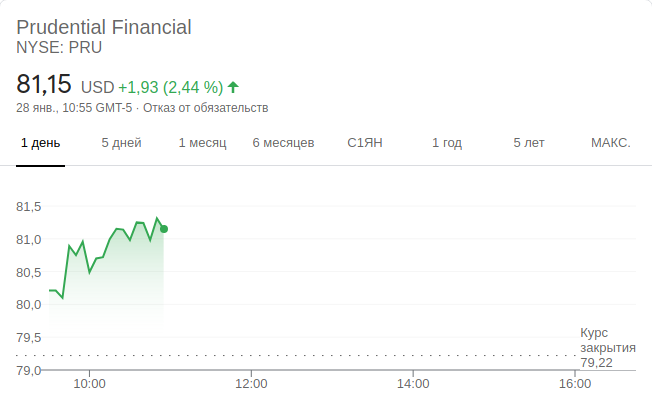 Prudential Financial
NYSE: PRU
81,15 USD +1,93 (2,44 %)
28 янв., 10:55 GMT-5 · Отказ от обязательств
1 день 5 дней 1 месяц 6 месяцев С1ЯН 1 год 5 лет МАКС.
81,5
81,0
80,5
80,0
79,5
Курс
закрытия
79,22
79,0
10:00 12:00 14:00 16:00